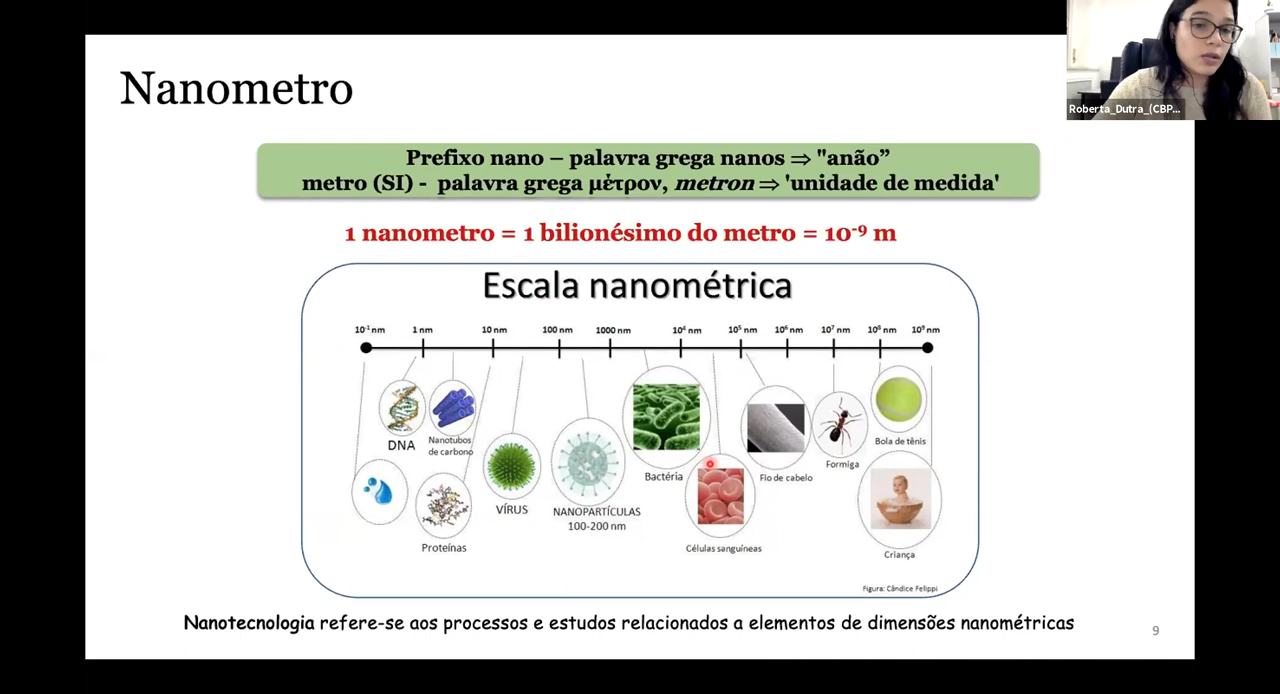 Nanometro
Roberta_Dutra_(CBP...
Prefixo nano – palavra grega nanos ⇒ "anão”
metro (SI) - palavra grega μέτρον, metron ⇒ 'unidade de medida'
1 nanometro = 1 bilionésimo do metro = 10⁻⁹ m
Escala nanométrica
10⁻¹ nm 1 nm 10 nm 100 nm 1000 nm 10⁴ nm 10⁵ nm 10⁶ nm 10⁷ nm 10⁸ nm 10⁹ nm
DNA
Nanotubos
de carbono
Proteínas
VÍRUS
NANOPARTÍCULAS
100-200 nm
Bactéria
Células sanguíneas
Fio de cabelo
Formiga
Bola de tênis
Criança
Figura: Cândice Felippi
Nanotecnologia refere-se aos processos e estudos relacionados a elementos de dimensões nanométricas
9